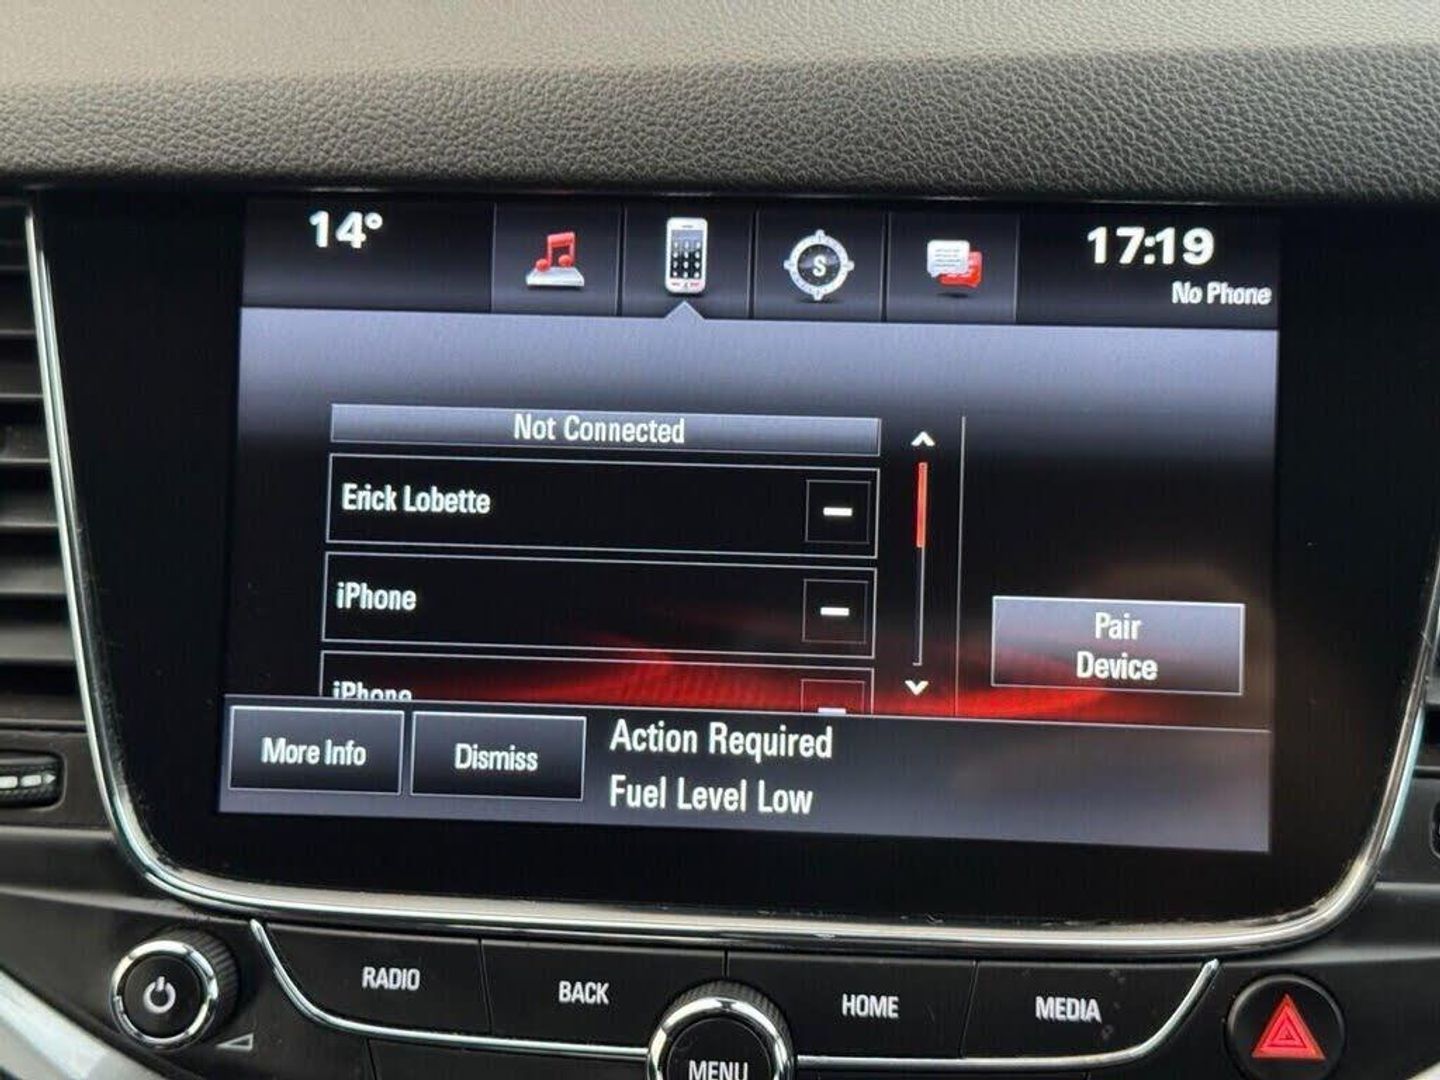 14°
S
17:19
No Phone
Not Connected
Erick Lobette
iPhone
iPhone
Pair
Device
More Info
Dismiss
Action Required
Fuel Level Low
RADIO
BACK
HOME
MEDIA
MENU